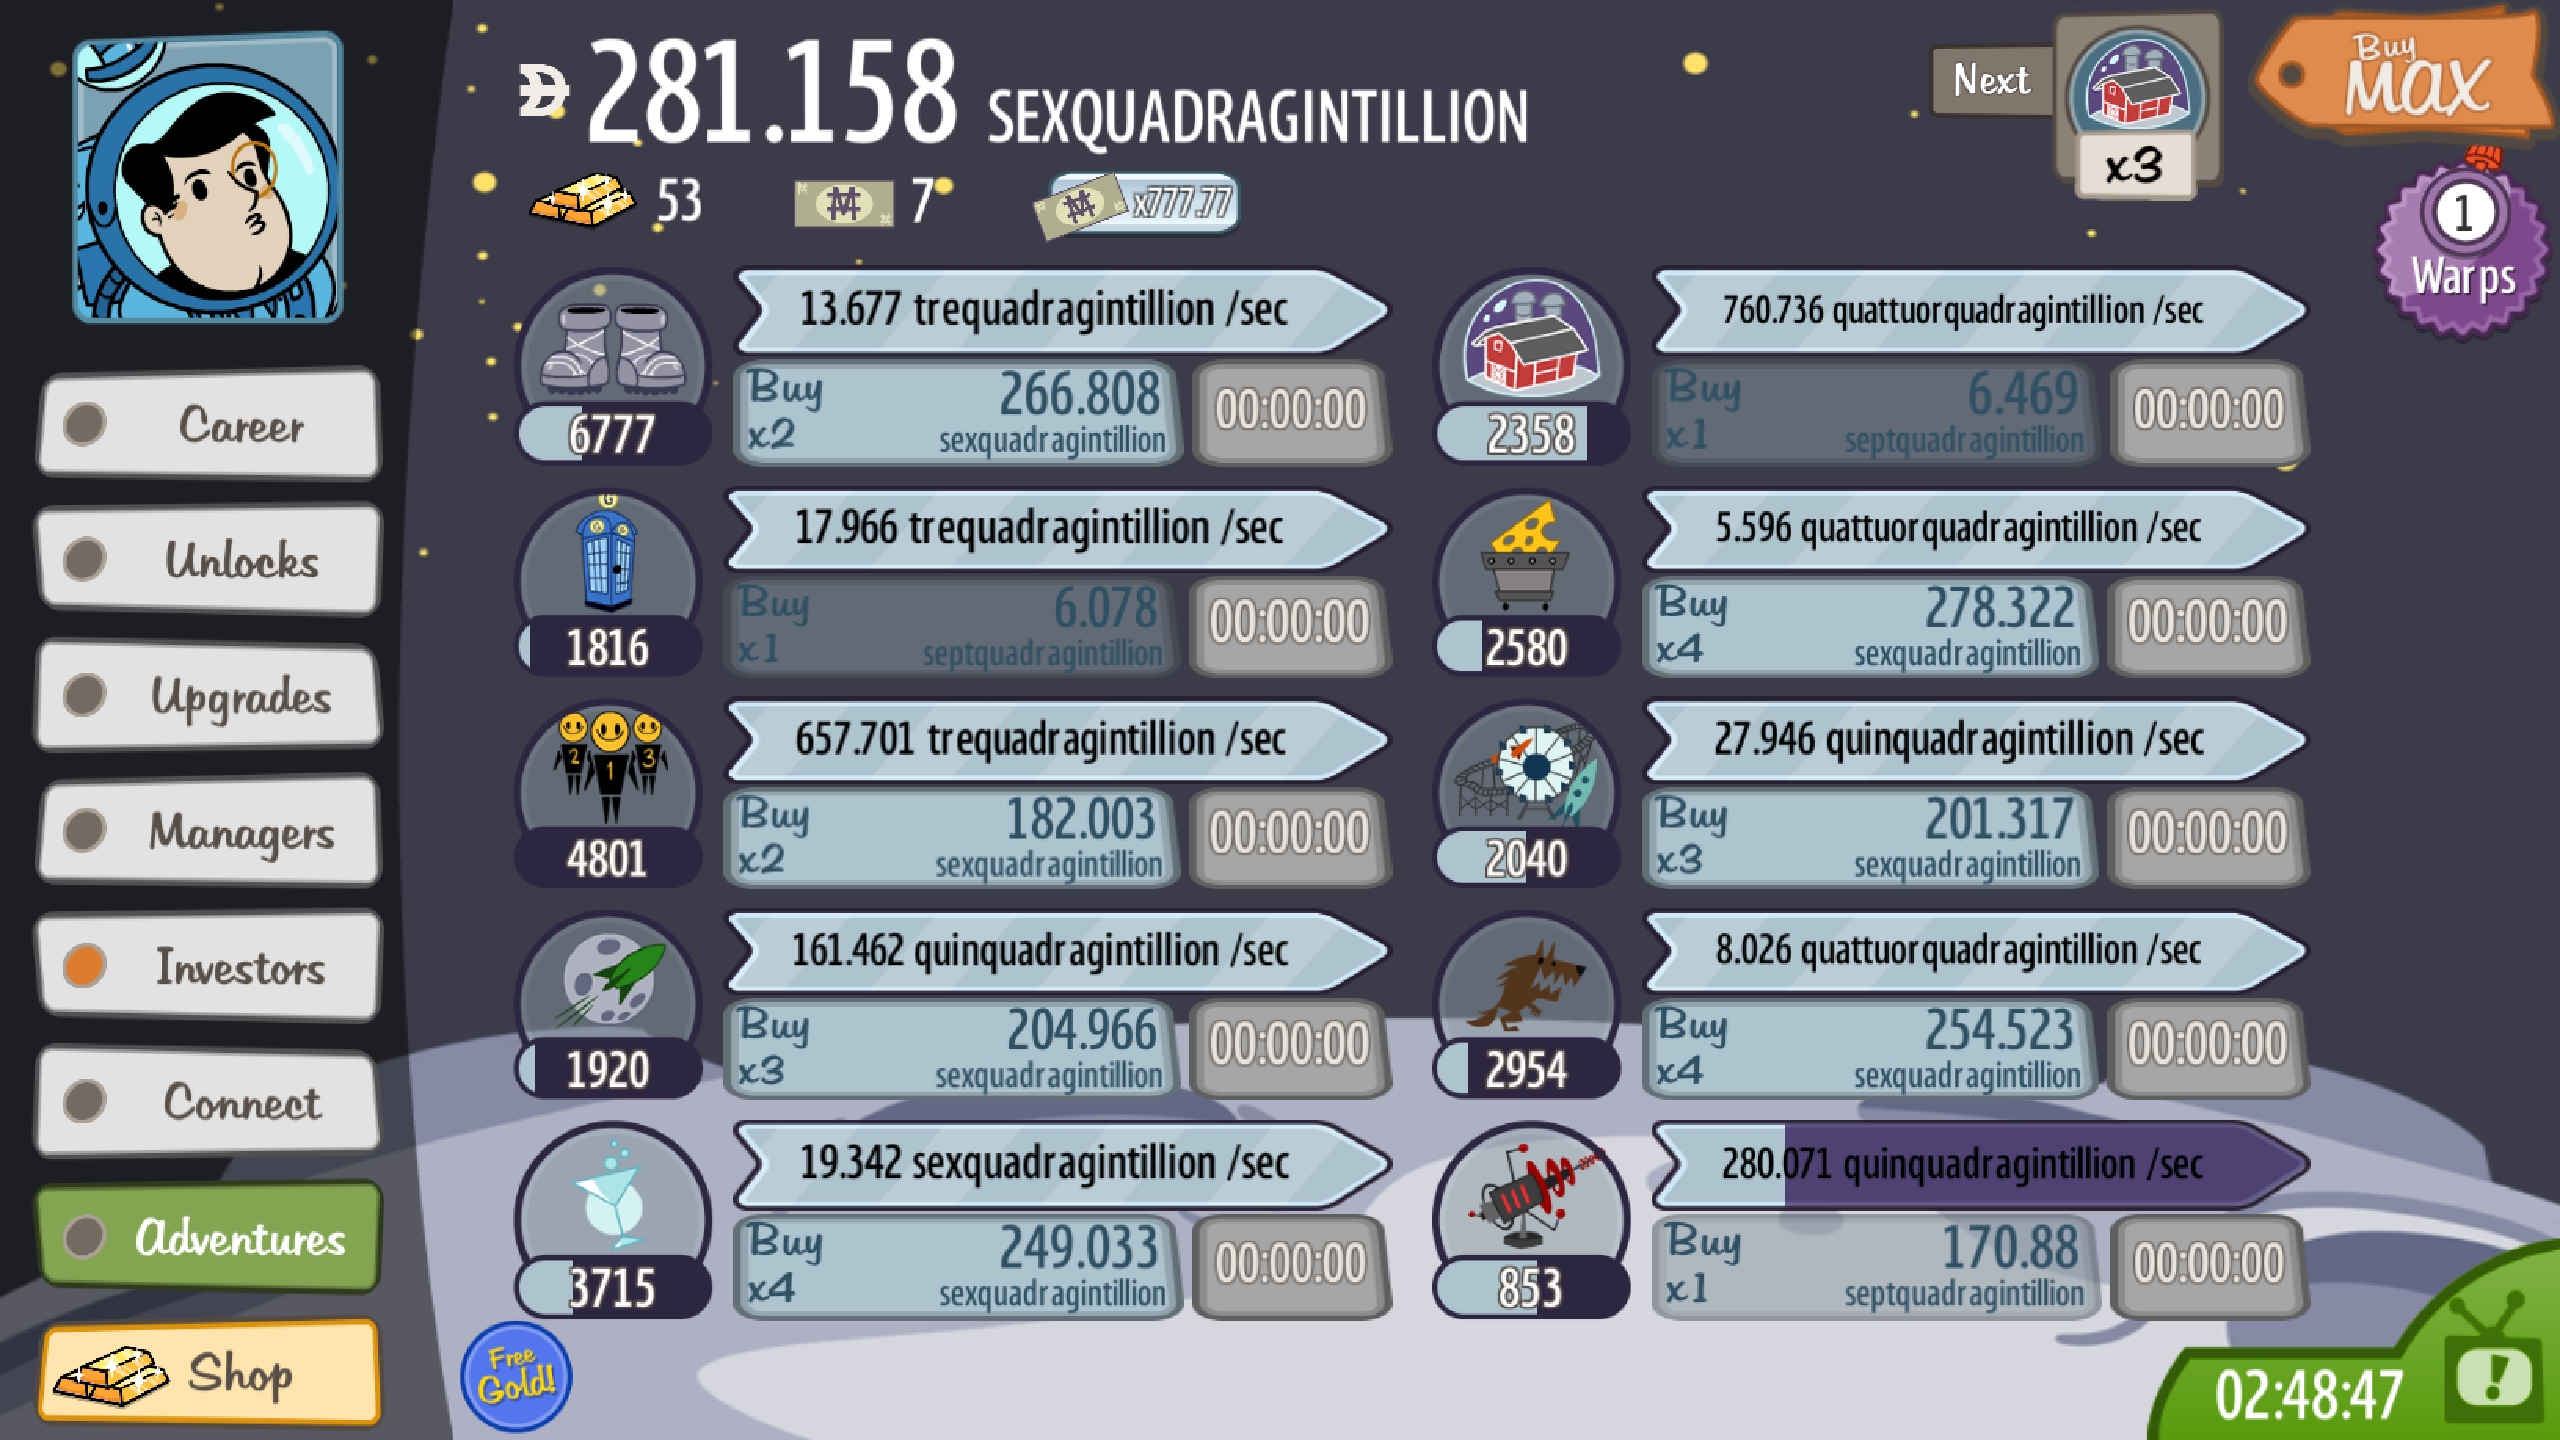 281.158 SEXQUADRAGINTILLION
53 7 x777.77
Next
x3
Buy
MAX
1
Warps
Career
Unlocks
Upgrades
Managers
Investors
Connect
Adventures
Shop
13.677 trequadragintillion /sec
6777
Buy 266.808
x2 sexquadragintillion
00:00:00
760.736 quattuorquadragintillion /sec
2358
Buy 6.469
x1 septquadragintillion
00:00:00
G
17.966 trequadragintillion /sec
1816
Buy 6.078
x1 septquadragintillion
00:00:00
5.596 quattuorquadragintillion /sec
2580
Buy 278.322
x4 sexquadragintillion
00:00:00
2 1 3
657.701 trequadragintillion /sec
4801
Buy 182.003
x2 sexquadragintillion
00:00:00
27.946 quinquadragintillion /sec
2040
Buy 201.317
x3 sexquadragintillion
00:00:00
161.462 quinquadragintillion /sec
1920
Buy 204.966
x3 sexquadragintillion
00:00:00
8.026 quattuorquadragintillion /sec
2954
Buy 254.523
x4 sexquadragintillion
00:00:00
19.342 sexquadragintillion /sec
3715
Buy 249.033
x4 sexquadragintillion
00:00:00
280.071 quinquadragintillion /sec
853
Buy 170.88
x1 septquadragintillion
00:00:00
Free
Gold!
02:48:47
!